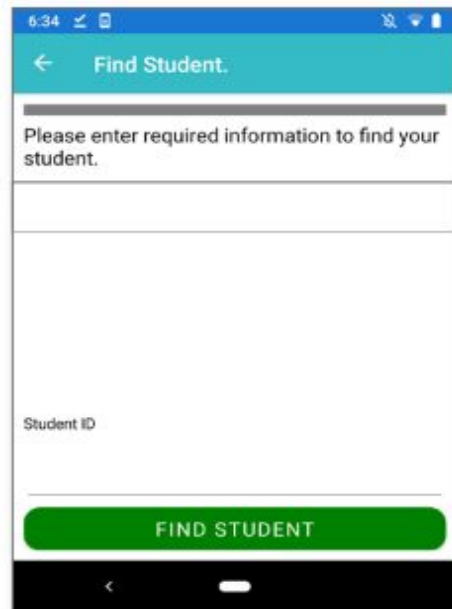 6:34
Find Student.
Please enter required information to find your
student.
Student ID
FIND STUDENT